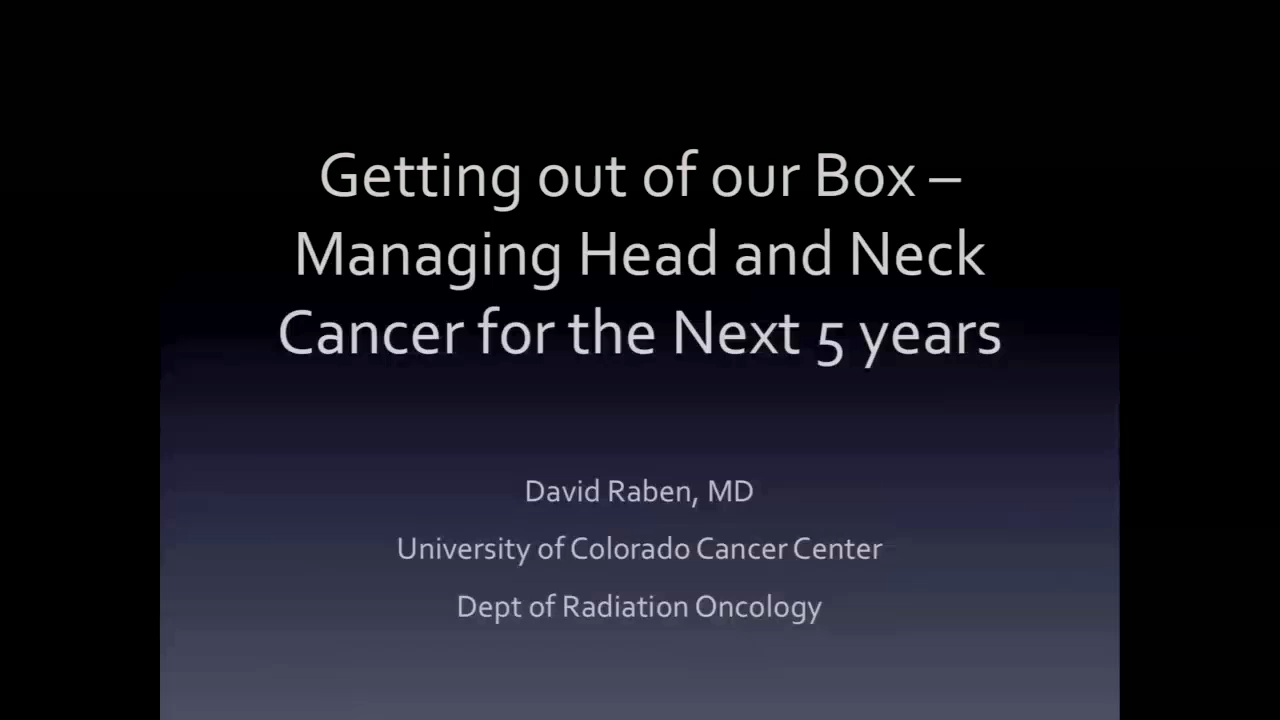 Getting out of our Box –
Managing Head and Neck
Cancer for the Next 5 years
David Raben, MD
University of Colorado Cancer Center
Dept of Radiation Oncology